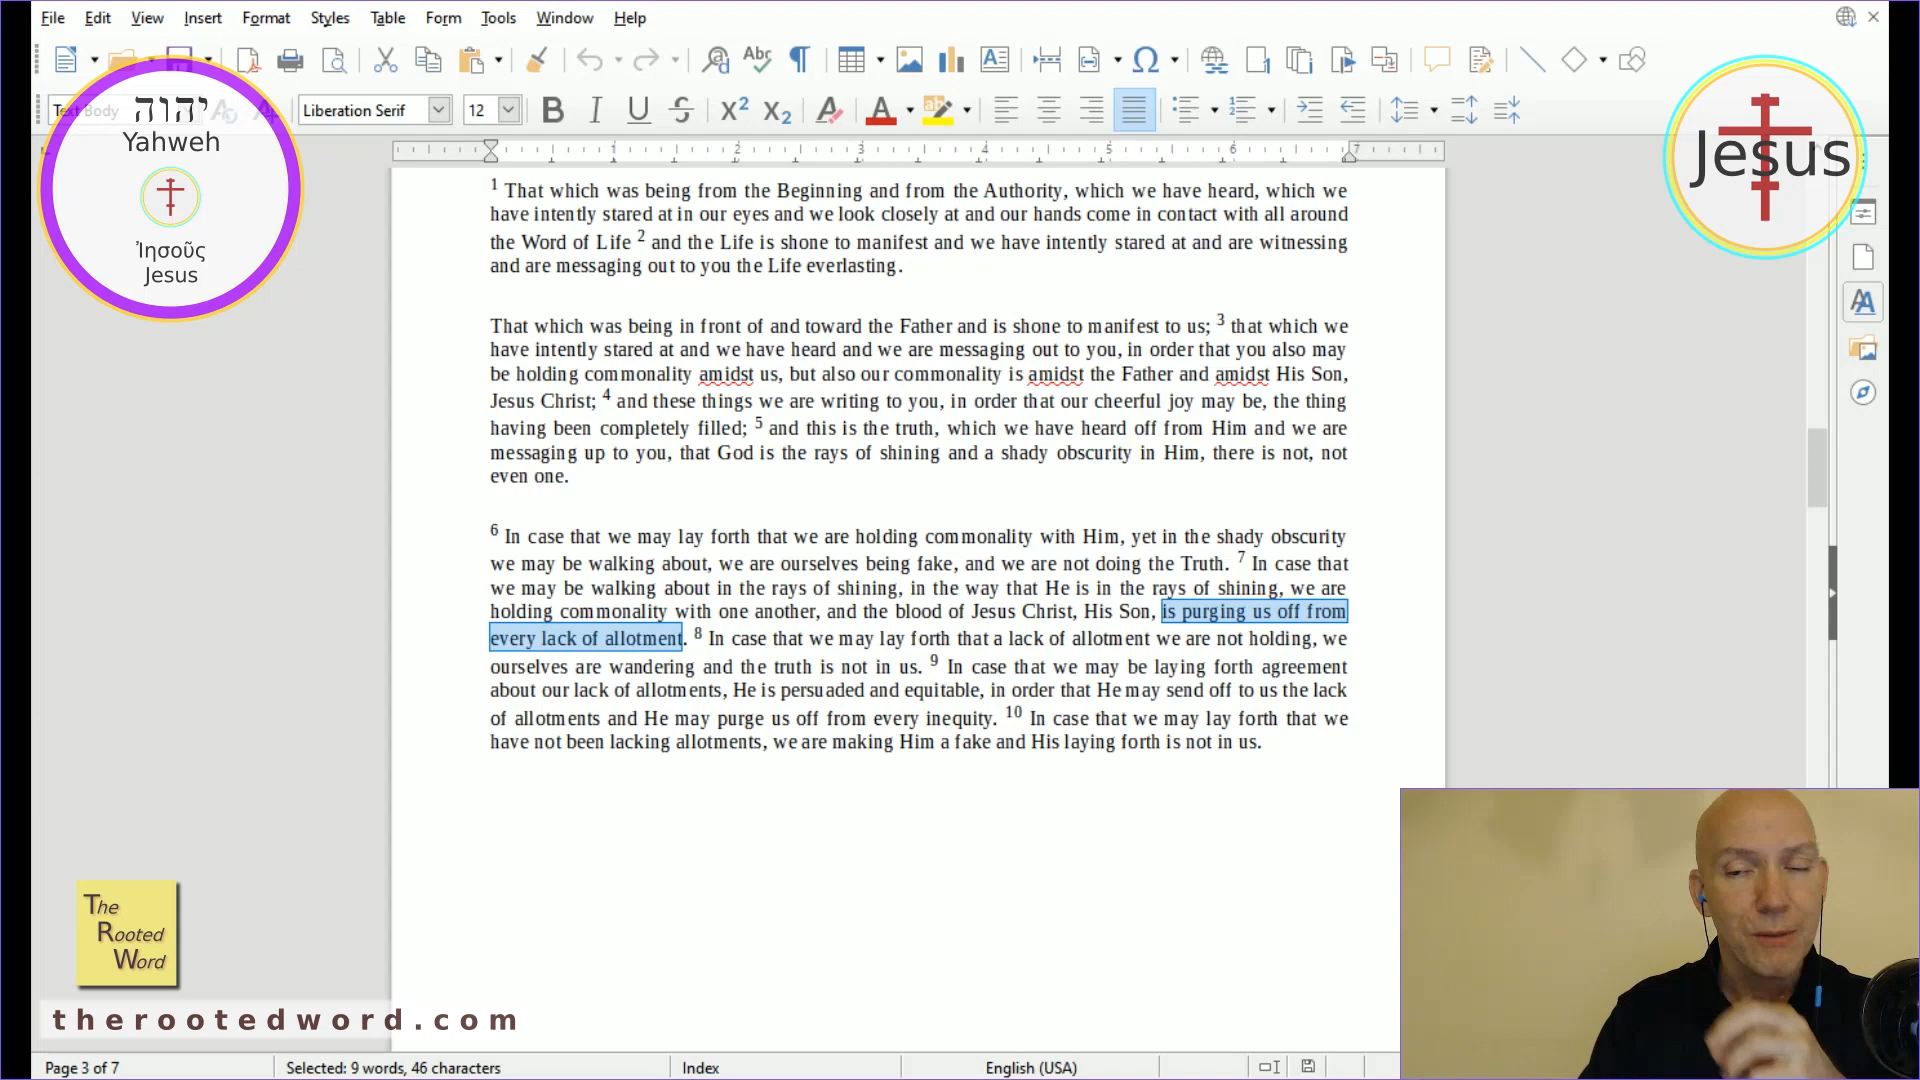 File Edit View Insert Format Styles Table Form Tools Window Help
Text Body Liberation Serif 12
1 2 3 4 5 6 7
יהוה
Yahweh
Ἰησοῦς
Jesus
Jesus
1 That which was being from the Beginning and from the Authority, which we have heard, which we
have intently stared at in our eyes and we look closely at and our hands come in contact with all around
the Word of Life 2 and the Life is shone to manifest and we have intently stared at and are witnessing
and are messaging out to you the Life everlasting.
That which was being in front of and toward the Father and is shone to manifest to us; 3 that which we
have intently stared at and we have heard and we are messaging out to you, in order that you also may
be holding commonality amidst us, but also our commonality is amidst the Father and amidst His Son,
Jesus Christ; 4 and these things we are writing to you, in order that our cheerful joy may be, the thing
having been completely filled; 5 and this is the truth, which we have heard off from Him and we are
messaging up to you, that God is the rays of shining and a shady obscurity in Him, there is not, not
even one.
6 In case that we may lay forth that we are holding commonality with Him, yet in the shady obscurity
we may be walking about, we are ourselves being fake, and we are not doing the Truth. 7 In case that
we may be walking about in the rays of shining, in the way that He is in the rays of shining, we are
holding commonality with one another, and the blood of Jesus Christ, His Son, is purging us off from
every lack of allotment. 8 In case that we may lay forth that a lack of allotment we are not holding, we
ourselves are wandering and the truth is not in us. 9 In case that we may be laying forth agreement
about our lack of allotments, He is persuaded and equitable, in order that He may send off to us the lack
of allotments and He may purge us off from every inequity. 10 In case that we may lay forth that we
have not been lacking allotments, we are making Him a fake and His laying forth is not in us.
The
Rooted
Word
therootedword.com
Page 3 of 7 Selected: 9 words, 46 characters Index English (USA)